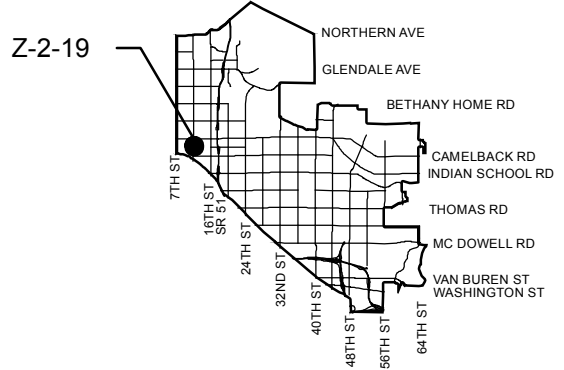 Z-2-19
NORTHERN AVE
GLENDALE AVE
BETHANY HOME RD
CAMELBACK RD
INDIAN SCHOOL RD
THOMAS RD
MC DOWELL RD
VAN BUREN ST
WASHINGTON ST
7TH ST
16TH ST
SR 51
24TH ST
32ND ST
40TH ST
48TH ST
56TH ST
64TH ST